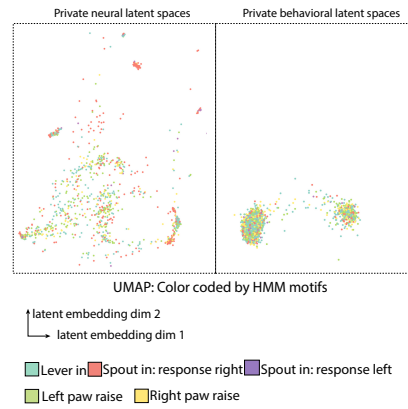 Private neural latent spaces Private behavioral latent spaces
UMAP: Color coded by HMM motifs
latent embedding dim 2
latent embedding dim 1
Lever in Spout in: response right Spout in: response left
Left paw raise Right paw raise